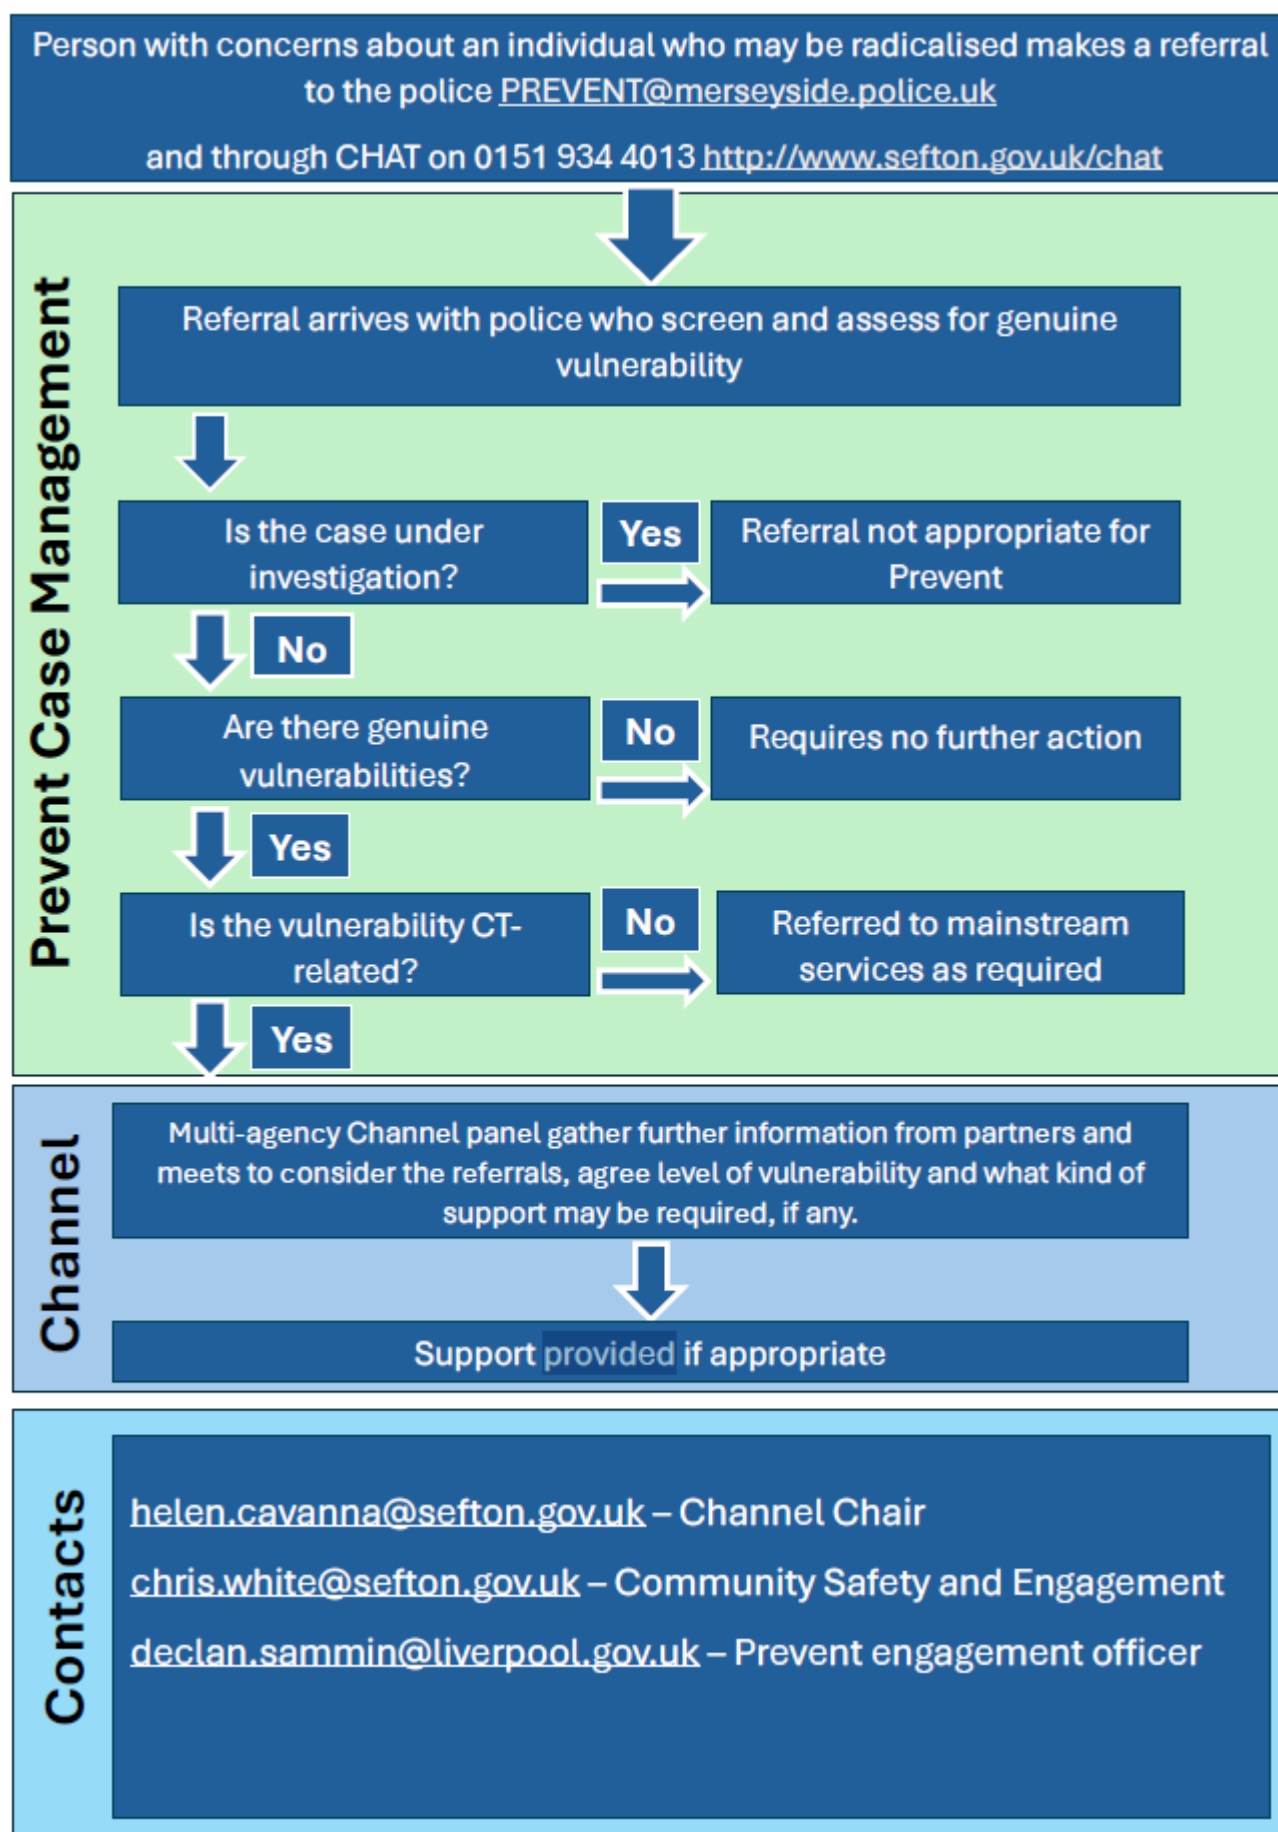 Person with concerns about an individual who may be radicalised makes a referral
to the police PREVENT@merseyside.police.uk
and through CHAT on 0151 934 4013 http://www.sefton.gov.uk/chat
Prevent Case Management
Referral arrives with police who screen and assess for genuine
vulnerability
Is the case under
investigation?
Yes
Referral not appropriate for
Prevent
No
Are there genuine
vulnerabilities?
No
Requires no further action
Yes
Is the vulnerability CT-
related?
No
Referred to mainstream
services as required
Yes
Channel
Multi-agency Channel panel gather further information from partners and
meets to consider the referrals, agree level of vulnerability and what kind of
support may be required, if any.
Support provided if appropriate
Contacts
helen.cavanna@sefton.gov.uk – Channel Chair
chris.white@sefton.gov.uk – Community Safety and Engagement
declan.sammin@liverpool.gov.uk – Prevent engagement officer